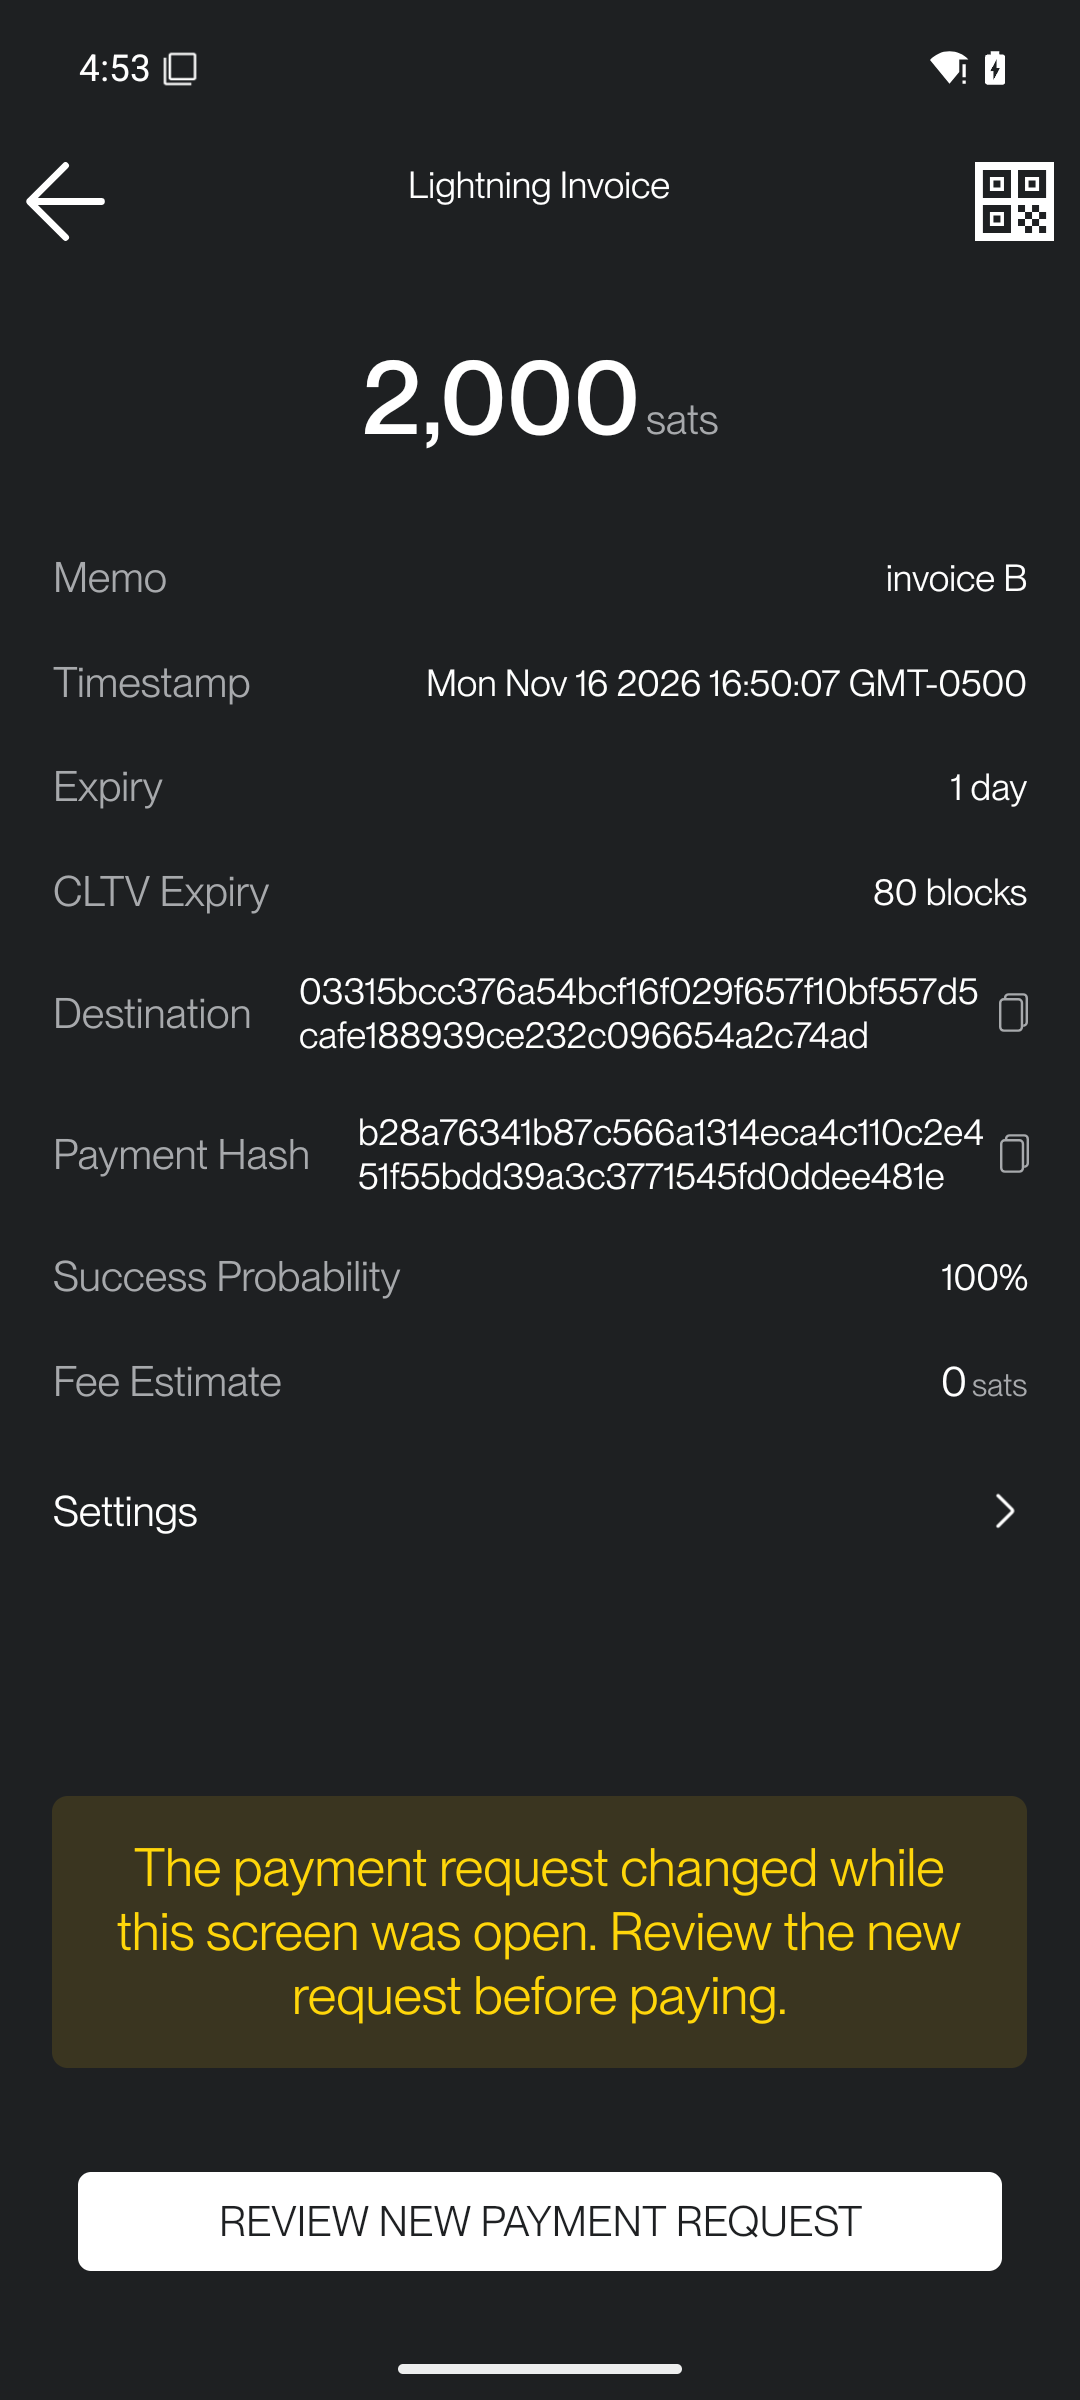 4:53
Lightning Invoice
2,000 sats
Memo
invoice B
Timestamp
Mon Nov 16 2026 16:50:07 GMT-0500
Expiry
1 day
CLTV Expiry
80 blocks
Destination
03315bcc376a54bcf16f029f657f10bf557d5
cafe188939ce232c096654a2c74ad
Payment Hash
b28a76341b87c566a1314eca4c110c2e4
51f55bdd39a3c3771545fd0ddee481e
Success Probability
100%
Fee Estimate
0 sats
Settings
The payment request changed while
this screen was open. Review the new
request before paying.
REVIEW NEW PAYMENT REQUEST